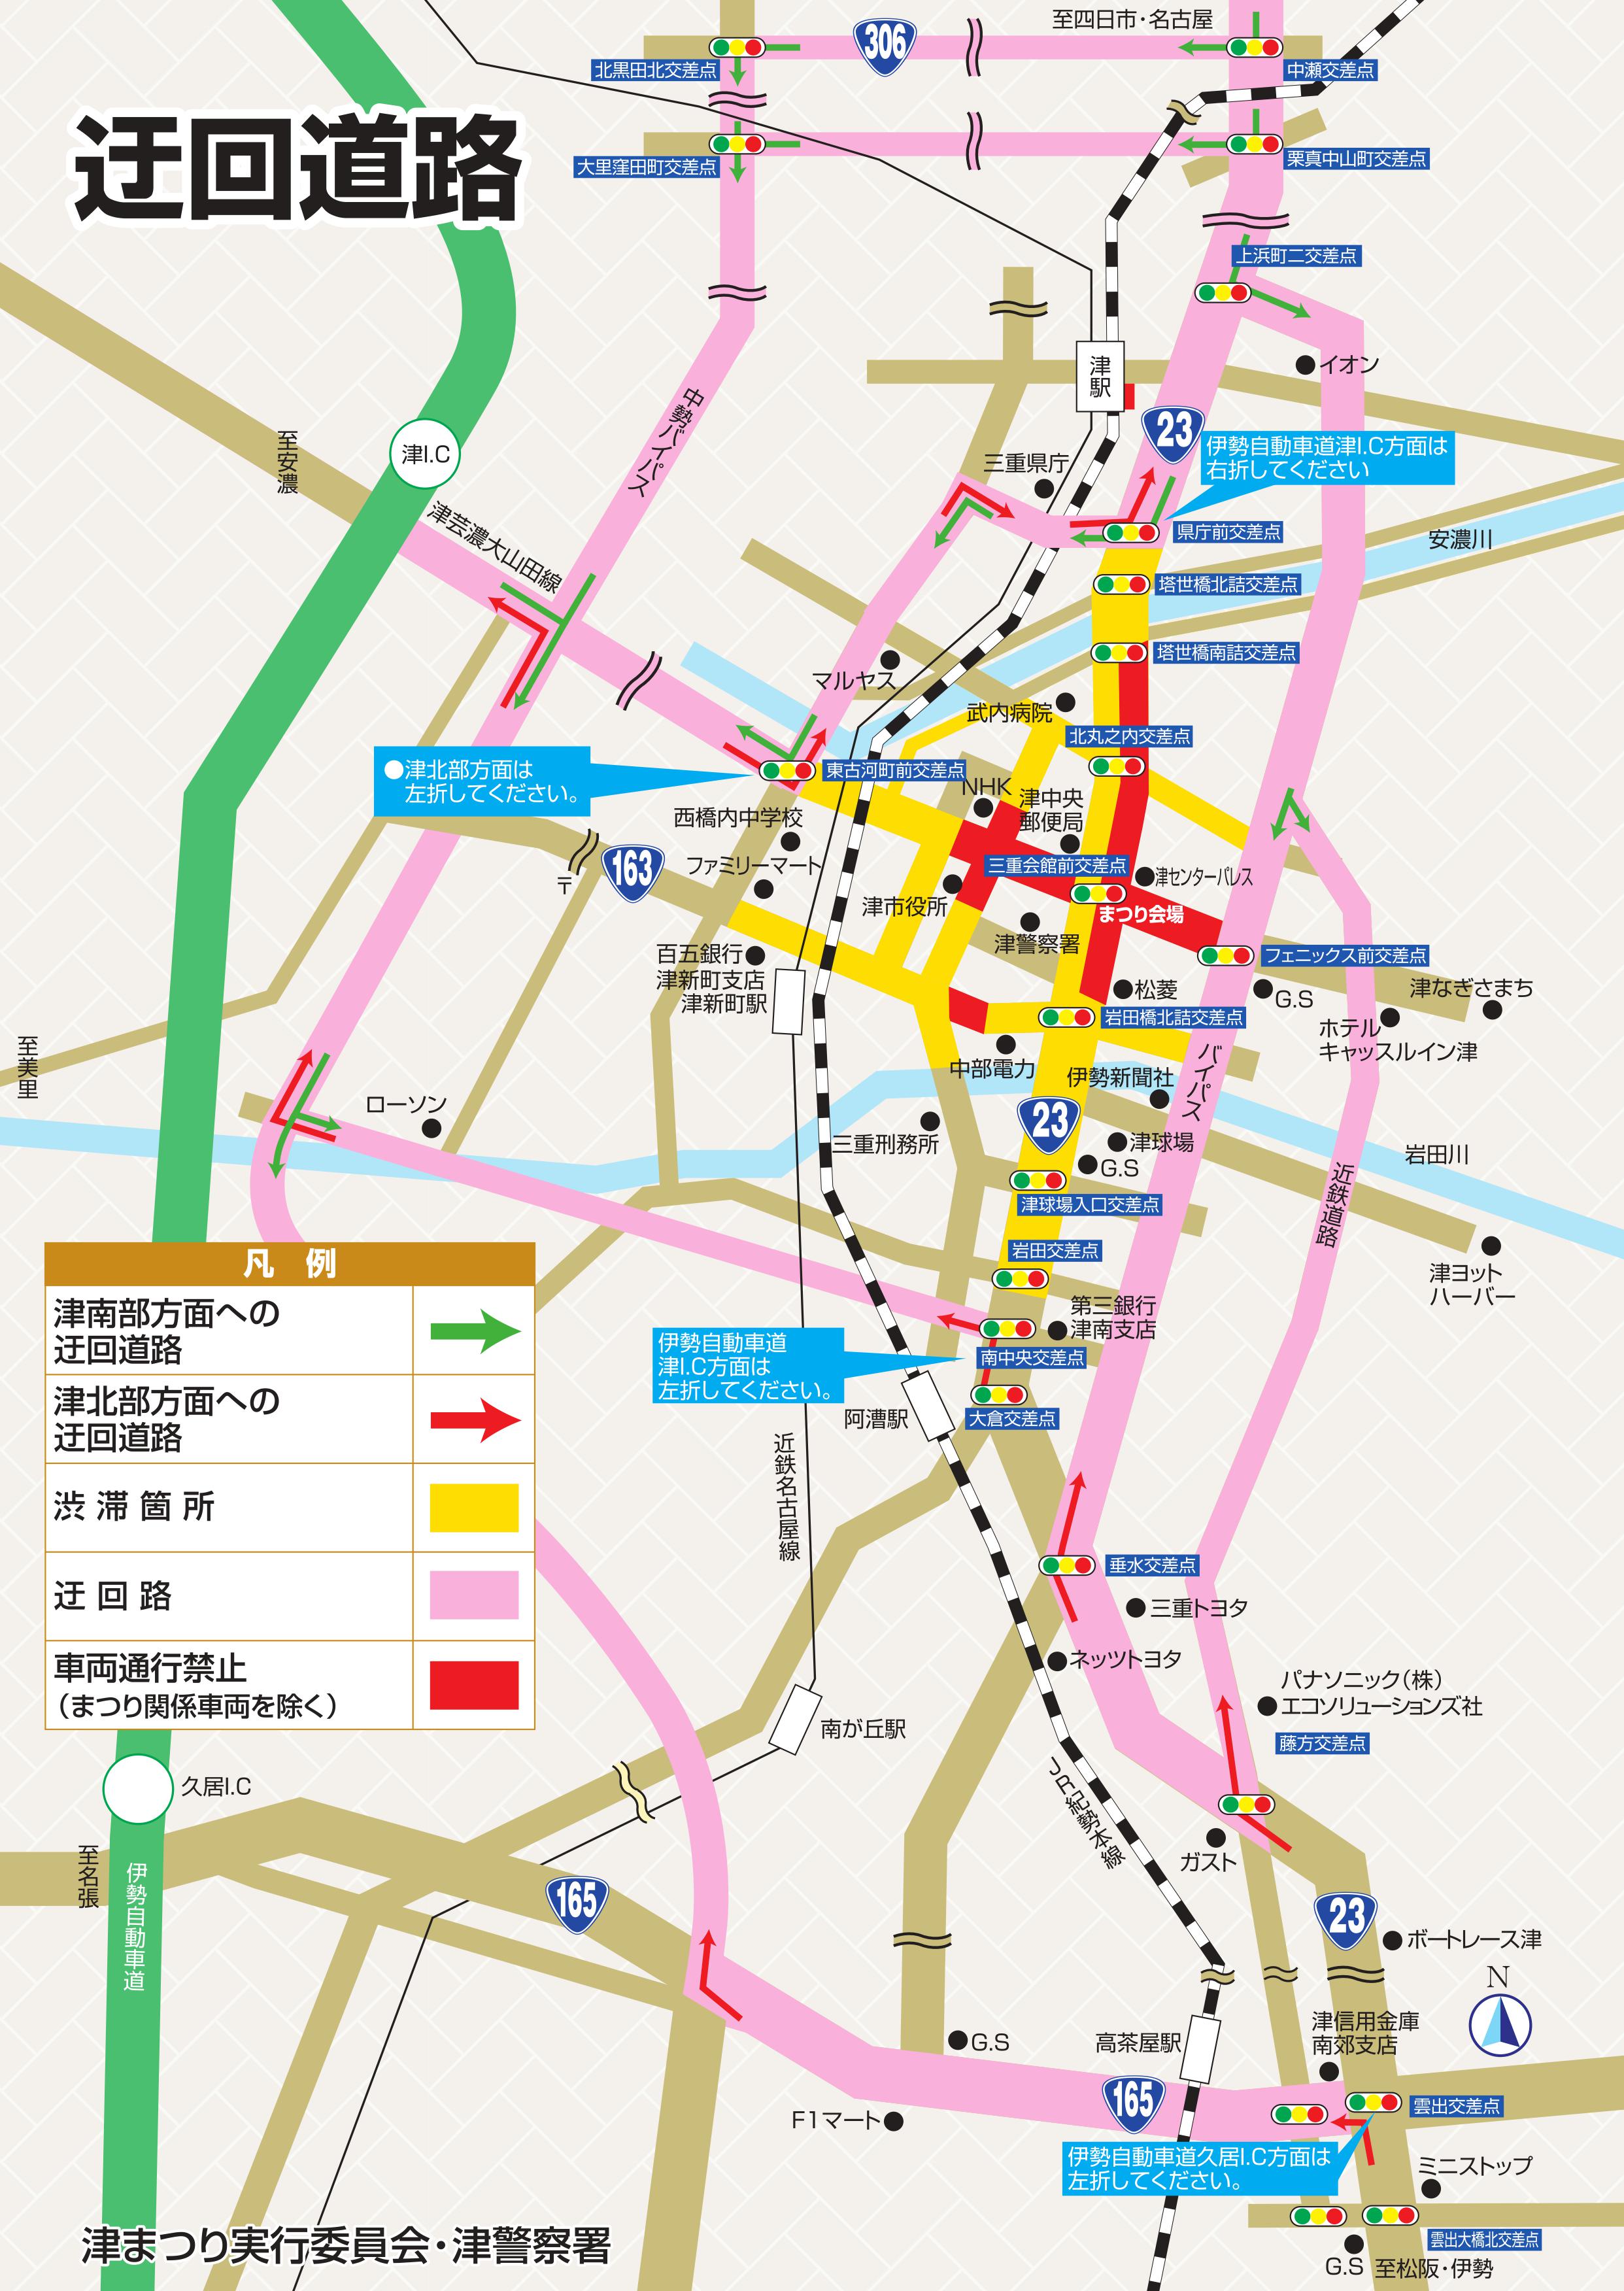 至四日市・名古屋
306
北黒田北交差点
中瀬交差点
迂回道路
大里窪田町交差点
栗真中山町交差点
上浜町二交差点
イオン
津駅
中勢バイパス
23
伊勢自動車道津I.C方面は
右折してください
至安濃
津I.C
三重県庁
津芸濃大山田線
県庁前交差点
安濃川
塔世橋北詰交差点
塔世橋南詰交差点
マルヤス
武内病院
北丸之内交差点
●津北部方面は
左折してください。
東古河町前交差点
NHK
津中央
郵便局
西橋内中学校
ファミリーマート
163
〒
三重会館前交差点
津センターパレス
津市役所
まつり会場
津警察署
フェニックス前交差点
百五銀行
津新町支店
津新町駅
松菱
G.S
津なぎさまち
岩田橋北詰交差点
ホテル
キャッスルイン津
至美里
中部電力
伊勢新聞社
バイパス
ローソン
23
三重刑務所
津球場
G.S
岩田川
近鉄道路
津球場入口交差点
岩田交差点
津ヨット
ハーバー
第三銀行
津南支店
伊勢自動車道
津I.C方面は
左折してください。
南中央交差点
阿漕駅
大倉交差点
近鉄名古屋線
凡 例
津南部方面への
迂回道路
津北部方面への
迂回道路
渋滞箇所
迂回路
車両通行禁止
（まつり関係車両を除く）
垂水交差点
三重トヨタ
ネッツトヨタ
パナソニック（株）
エコソリューションズ社
藤方交差点
南が丘駅
JR紀勢本線
久居I.C
ガスト
至名張
伊勢自動車道
165
23
ボートレース津
N
津信用金庫
南郊支店
G.S
高茶屋駅
165
F1マート
雲出交差点
伊勢自動車道久居I.C方面は
左折してください。
ミニストップ
雲出大橋北交差点
G.S
至松阪・伊勢
津まつり実行委員会・津警察署